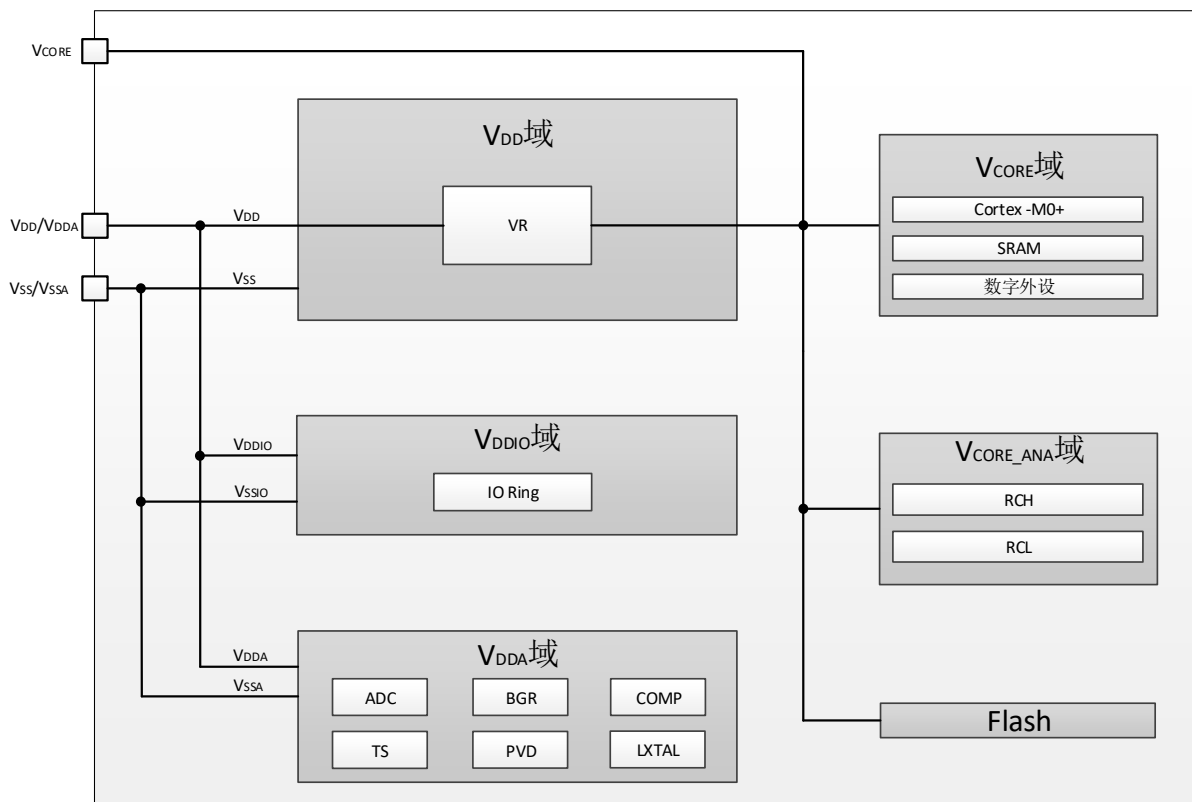 VCORE
VDD域
VCORE域
VR
Cortex -M0+
SRAM
数字外设
VDD/VDDA
VDD
VSS/VSSA
VSS
VDDIO域
VDDIO
VSSIO
IO Ring
VCORE_ANA域
RCH
RCL
VDDA域
VDDA
VSSA
ADC
BGR
COMP
TS
PVD
LXTAL
Flash